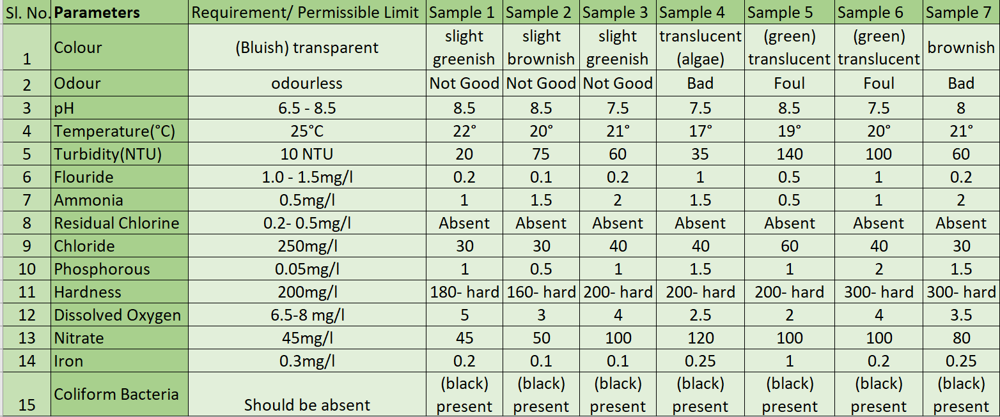 Sl. No. Parameters Requirement/ Permissible Limit Sample 1 Sample 2 Sample 3 Sample 4 Sample 5 Sample 6 Sample 7
1 Colour (Bluish) transparent slight greenish slight brownish slight greenish translucent (algae) (green) translucent (green) translucent brownish
2 Odour odourless Not Good Not Good Not Good Bad Foul Foul Bad
3 pH 6.5 - 8.5 8.5 8.5 7.5 7.5 8.5 7.5 8
4 Temperature(°C) 25°C 22° 20° 21° 17° 19° 20° 21°
5 Turbidity(NTU) 10 NTU 20 75 60 35 140 100 60
6 Flouride 1.0 - 1.5mg/l 0.2 0.1 0.2 1 0.5 1 0.2
7 Ammonia 0.5mg/l 1 1.5 2 1.5 0.5 1 2
8 Residual Chlorine 0.2- 0.5mg/l Absent Absent Absent Absent Absent Absent Absent
9 Chloride 250mg/l 30 30 40 40 60 40 30
10 Phosphorous 0.05mg/l 1 0.5 1 1.5 1 2 1.5
11 Hardness 200mg/l 180- hard 160- hard 200- hard 200- hard 200- hard 300- hard 300- hard
12 Dissolved Oxygen 6.5-8 mg/l 5 3 4 2.5 2 4 3.5
13 Nitrate 45mg/l 45 50 100 120 100 100 80
14 Iron 0.3mg/l 0.2 0.1 0.1 0.25 1 0.2 0.25
15 Coliform Bacteria Should be absent (black) present (black) present (black) present (black) present (black) present (black) present (black) present